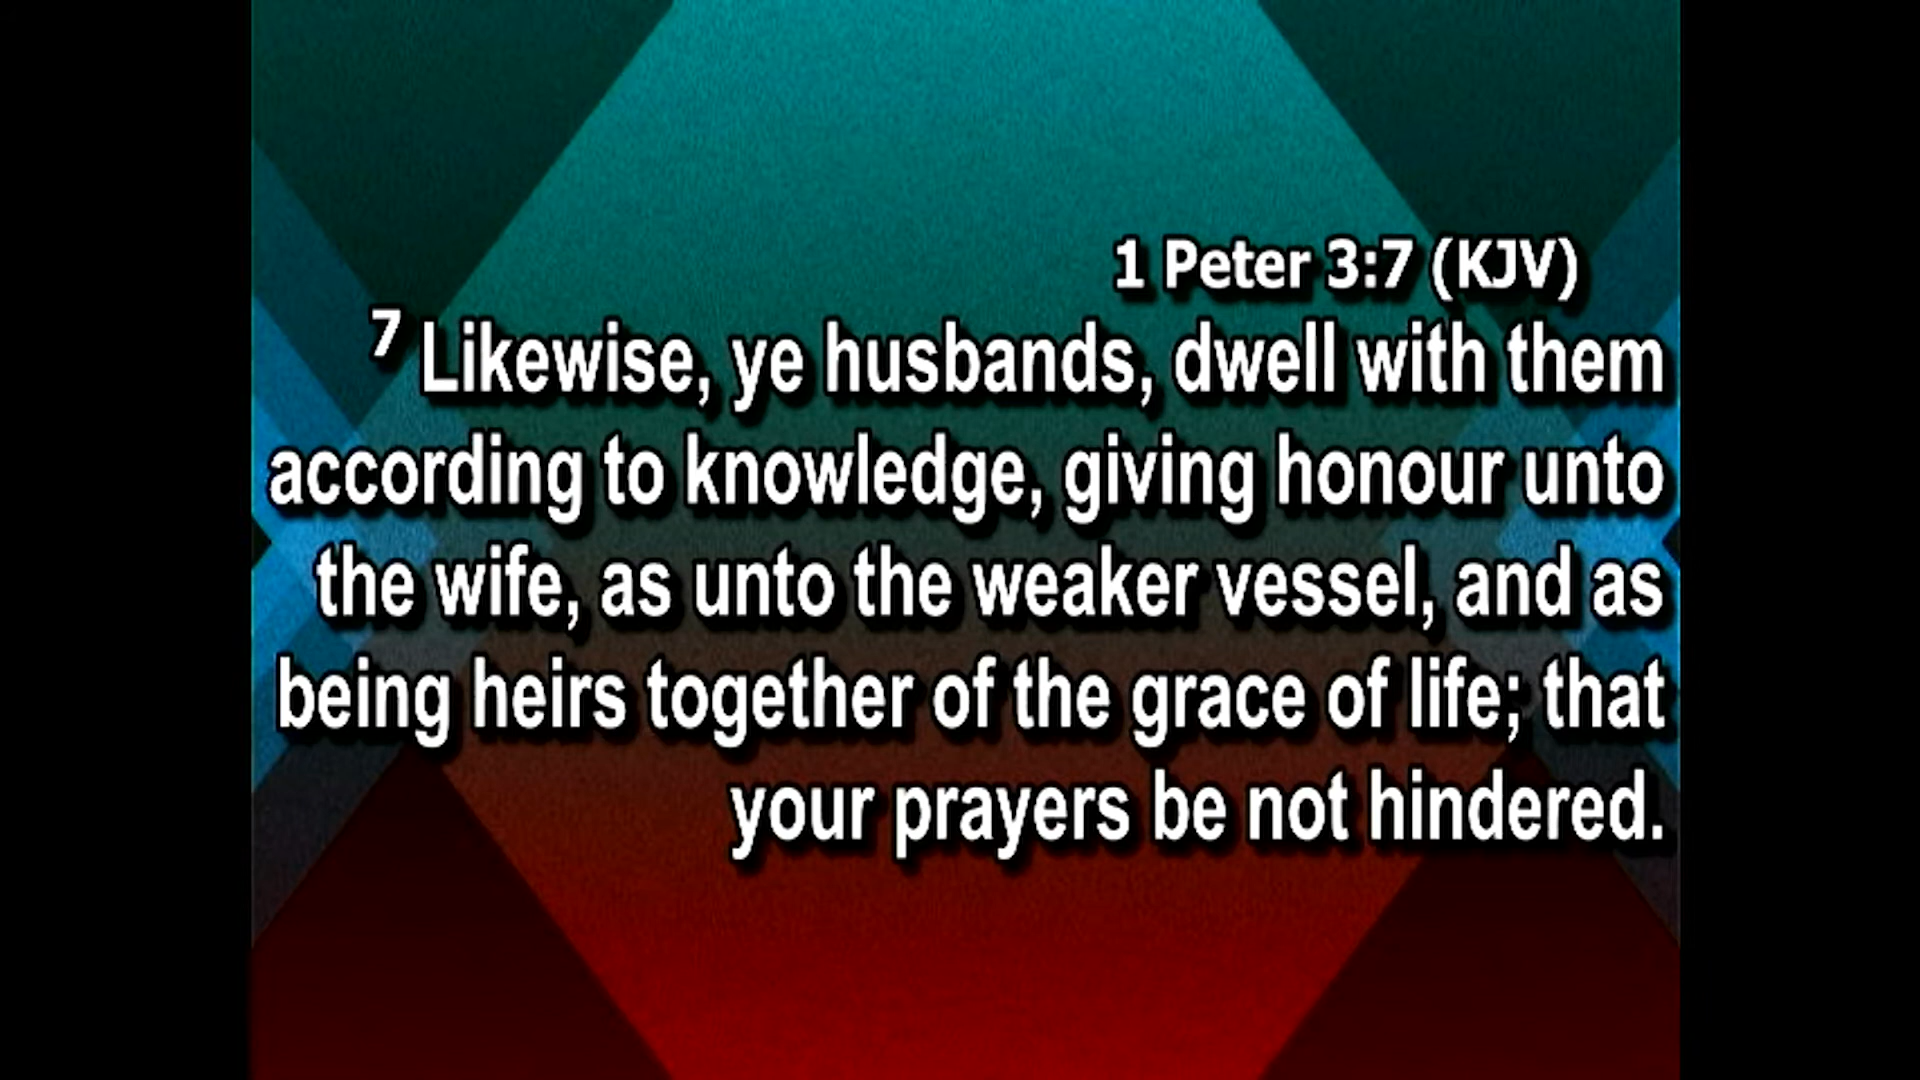 1 Peter 3:7 (KJV)
7 Likewise, ye husbands, dwell with them
according to knowledge, giving honour unto
the wife, as unto the weaker vessel, and as
being heirs together of the grace of life; that
your prayers be not hindered.